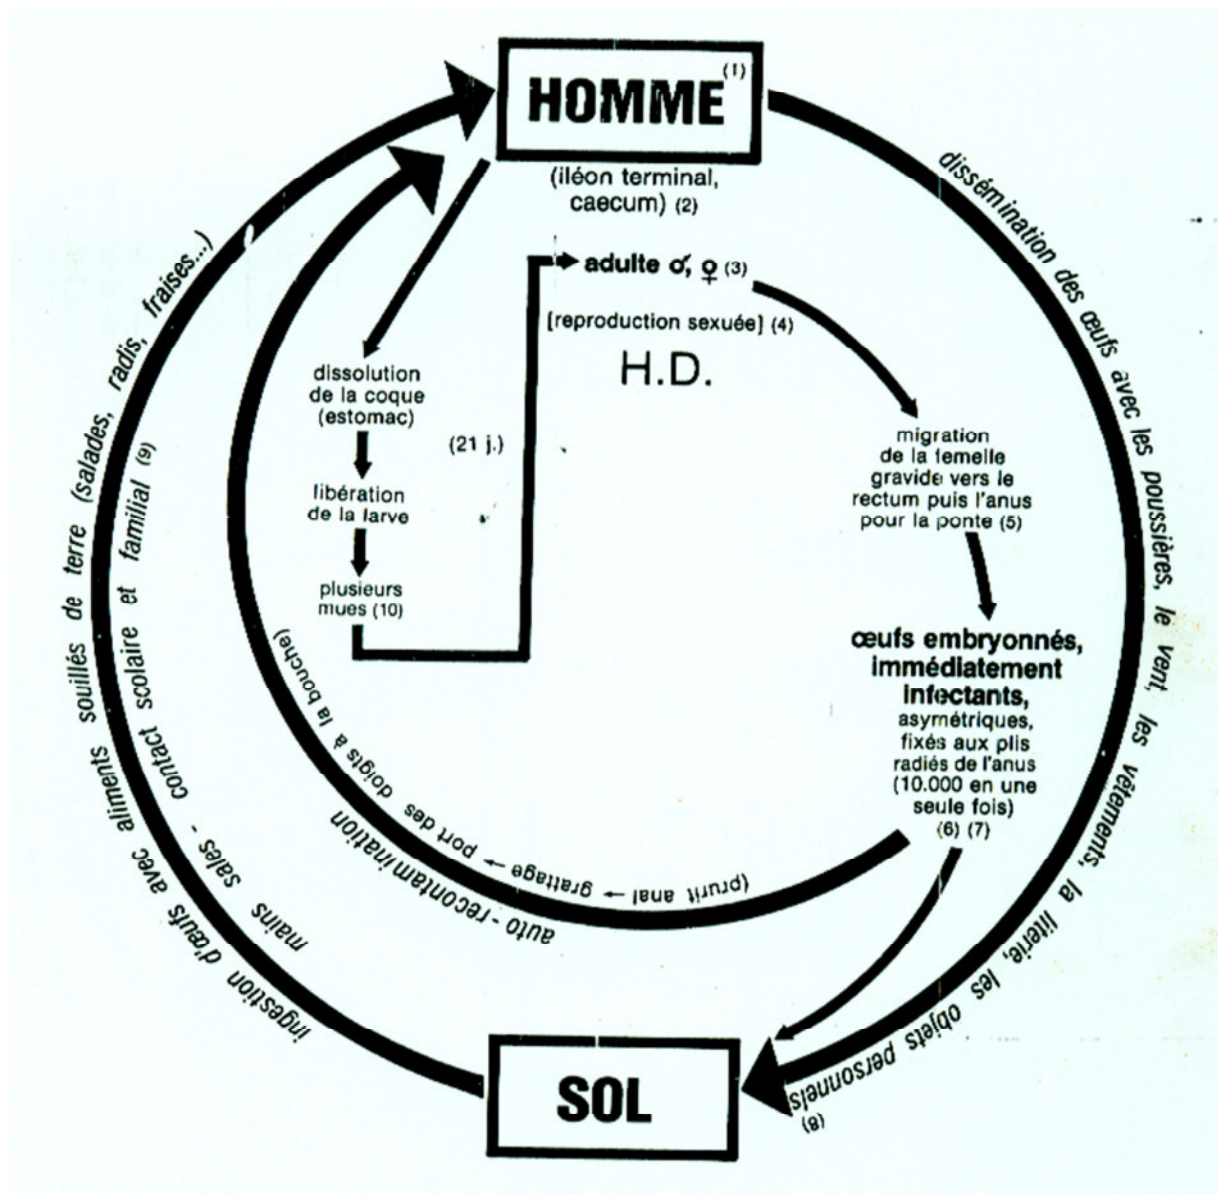 HOMME (1)
(iléon terminal,
caecum) (2)
adulte ♂, ♀ (3)
[reproduction sexuée] (4)
H.D.
dissolution
de la coque
(estomac)
(21 j.)
libération
de la larve
plusieurs
mues (10)
migration
de la femelle
gravide vers le
rectum puis l'anus
pour la ponte (5)
œufs embryonnés,
immédiatement
infectants,
asymétriques,
fixés aux plis
radiés de l'anus
(10.000 en une
seule fois)
(6) (7)
dissémination des œufs avec les poussières, le vent, les vêtements, la literie, les objets personnels (8)
(prurit anal → grattage → port des doigts à la bouche)
auto-recontamination
mains sales - contact scolaire et familial (9)
ingestion d'œufs avec aliments souillés de terre (salades, radis, fraises...)
SOL